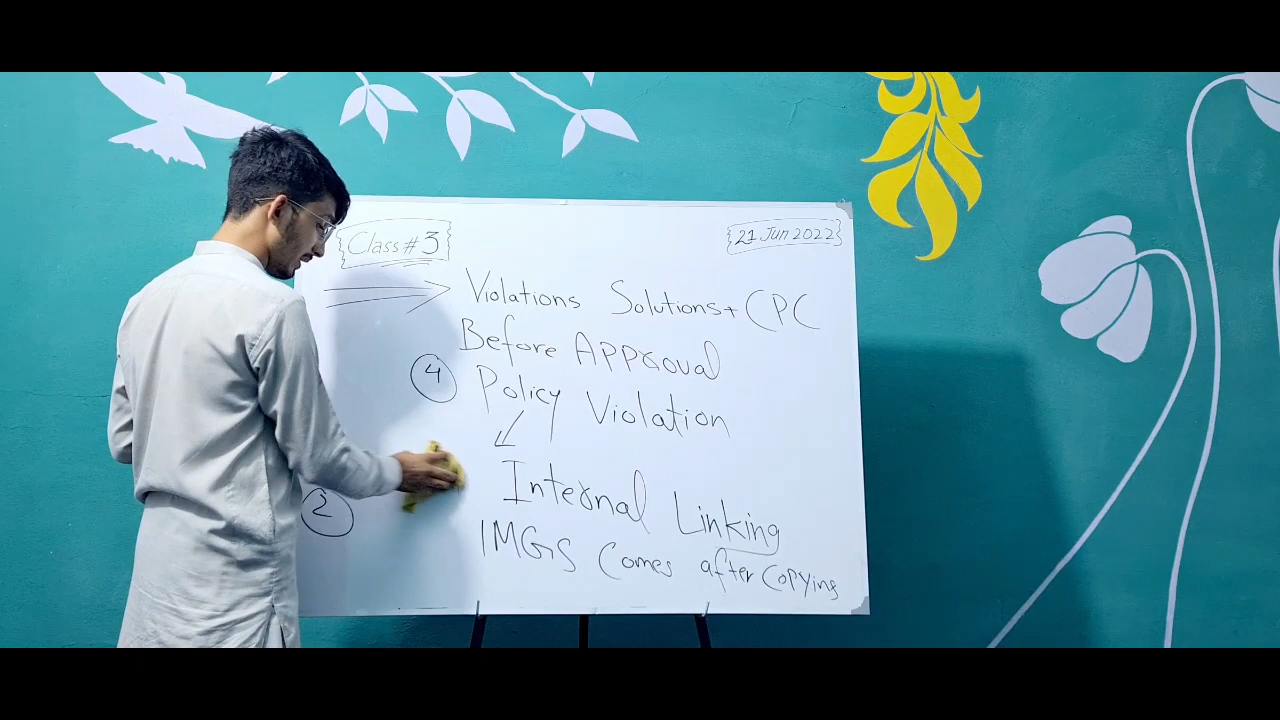 Class # 3
21 Jun 2022
Violations Solutions + CPC
Before Approval
4
Policy Violation
Internal Linking
2
IMGS Comes after Copying